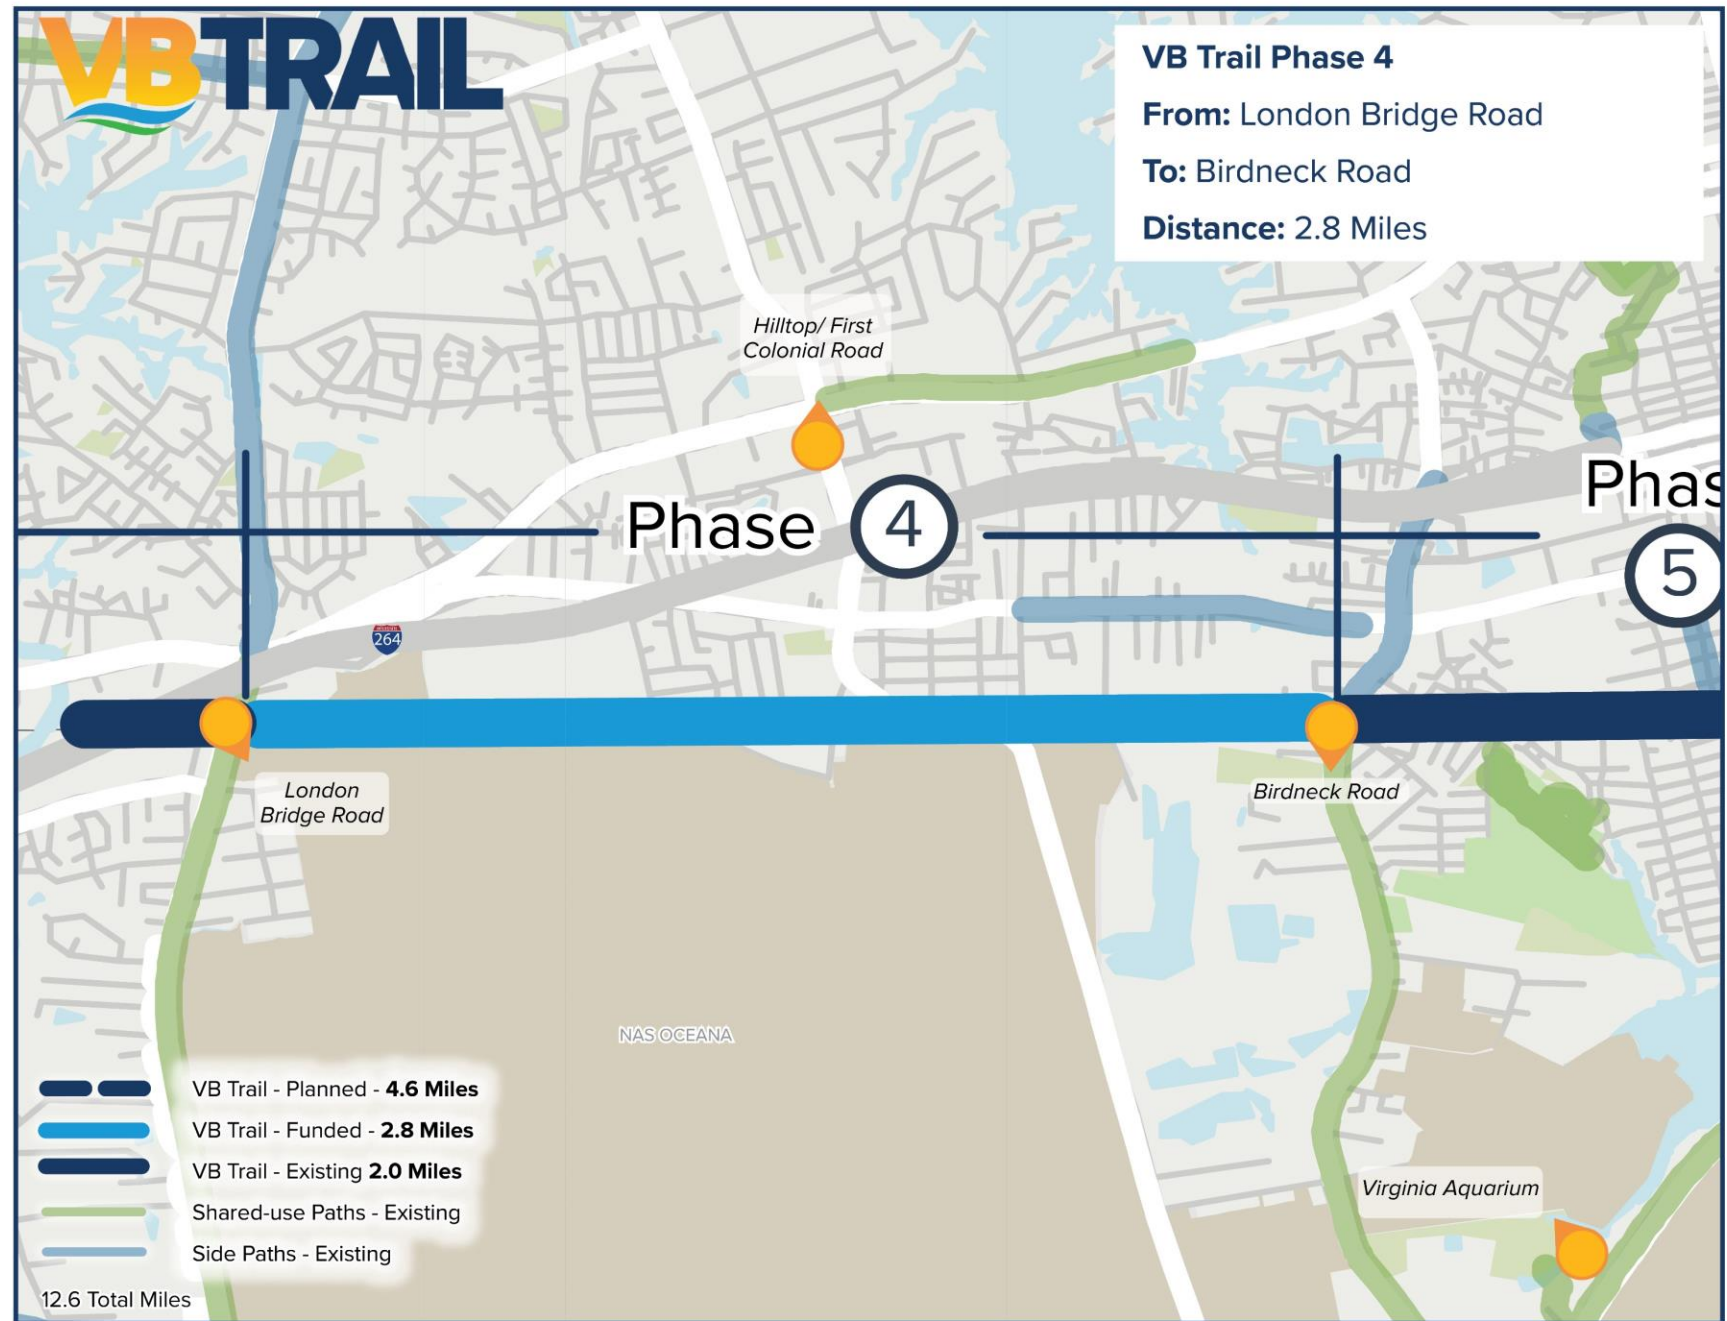 VBTRAIL
VB Trail Phase 4
From: London Bridge Road
To: Birdneck Road
Distance: 2.8 Miles
Hilltop/ First
Colonial Road
Phase 4
Phas
5
264
London
Bridge Road
Birdneck Road
NAS OCEANA
Virginia Aquarium
VB Trail - Planned - 4.6 Miles
VB Trail - Funded - 2.8 Miles
VB Trail - Existing 2.0 Miles
Shared-use Paths - Existing
Side Paths - Existing
12.6 Total Miles